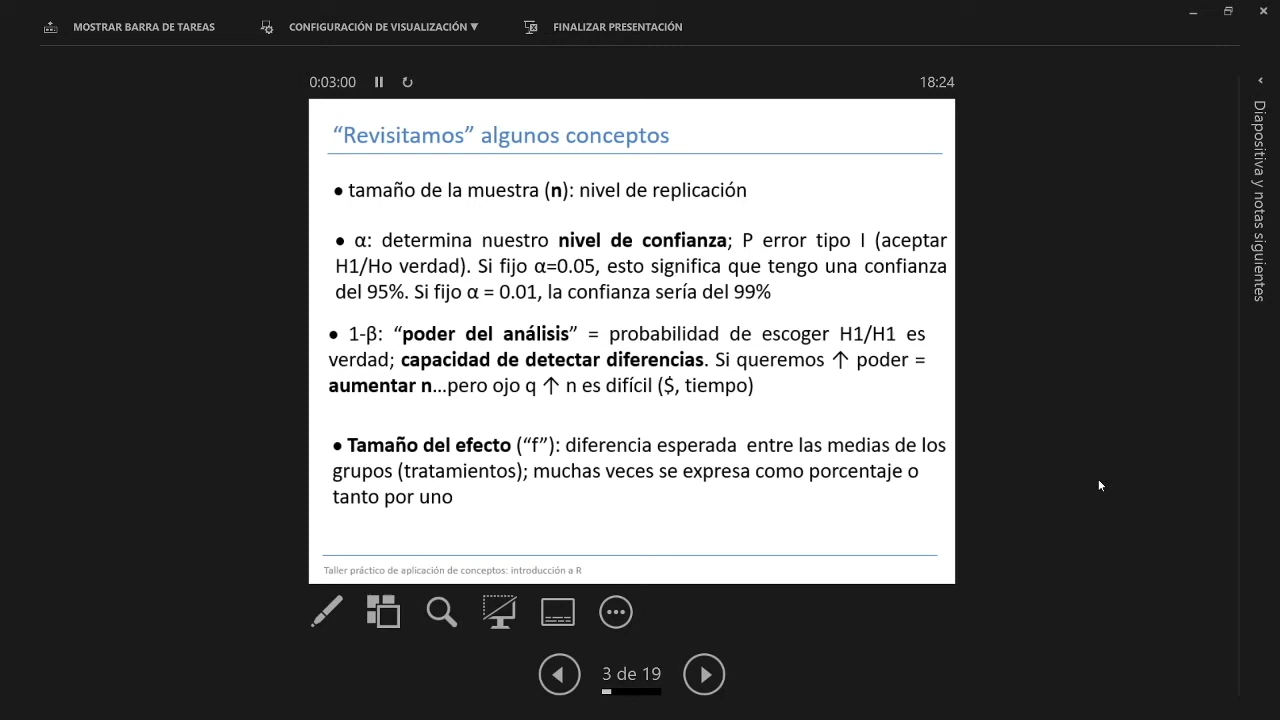 MOSTRAR BARRA DE TAREAS
CONFIGURACIÓN DE VISUALIZACIÓN ▼
FINALIZAR PRESENTACIÓN
0:03:00
18:24
“Revisitamos” algunos conceptos
• tamaño de la muestra (n): nivel de replicación
• α: determina nuestro nivel de confianza; P error tipo I (aceptar
H1/Ho verdad). Si fijo α=0.05, esto significa que tengo una confianza
del 95%. Si fijo α = 0.01, la confianza sería del 99%
• 1-β: “poder del análisis” = probabilidad de escoger H1/H1 es
verdad; capacidad de detectar diferencias. Si queremos ↑ poder =
aumentar n...pero ojo q ↑ n es difícil ($, tiempo)
• Tamaño del efecto (“f”): diferencia esperada entre las medias de los
grupos (tratamientos); muchas veces se expresa como porcentaje o
tanto por uno
Taller práctico de aplicación de conceptos: introducción a R
3 de 19
Diapositiva y notas siguientes